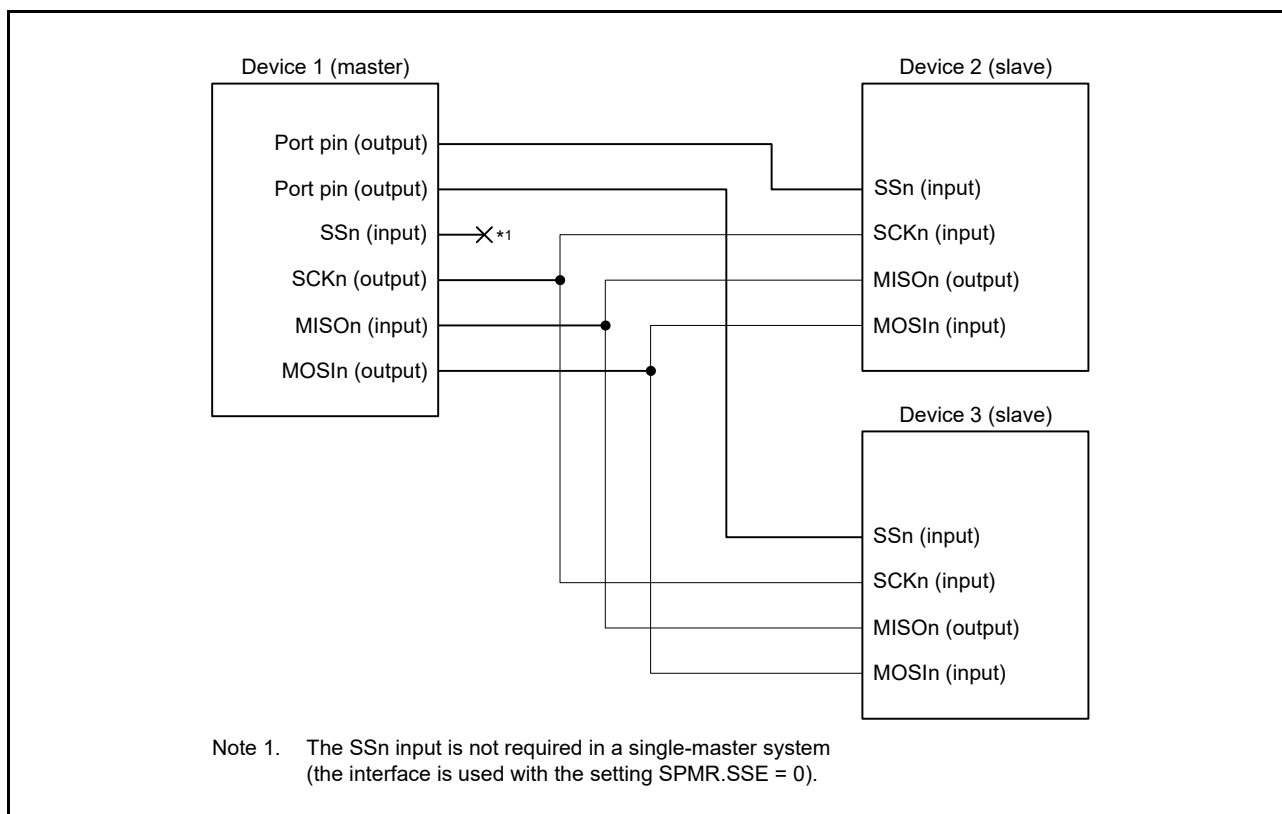 Device 1 (master)
Port pin (output)
Port pin (output)
SSn (input)
*1
SCKn (output)
MISOn (input)
MOSIn (output)
Device 2 (slave)
SSn (input)
SCKn (input)
MISOn (output)
MOSIn (input)
Device 3 (slave)
SSn (input)
SCKn (input)
MISOn (output)
MOSIn (input)
Note 1. The SSn input is not required in a single-master system
(the interface is used with the setting SPMR.SSE = 0).